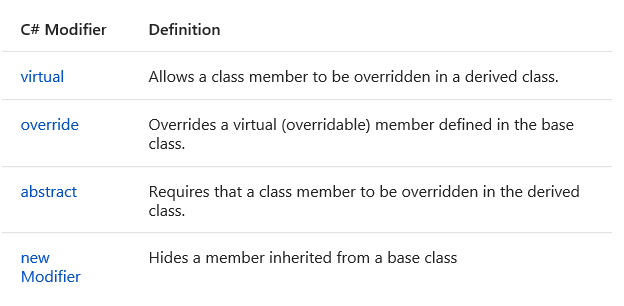 C# Modifier Definition
virtual Allows a class member to be overridden in a derived class.
override Overrides a virtual (overridable) member defined in the base
class.
abstract Requires that a class member to be overridden in the derived
class.
new Hides a member inherited from a base class
Modifier